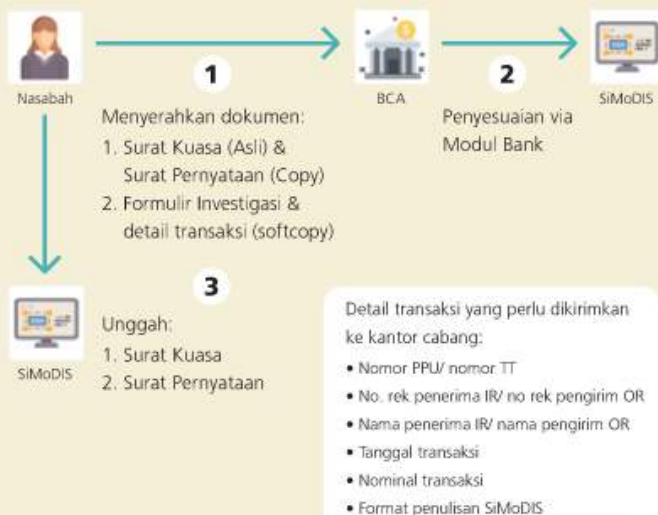 Nasabah
1
BCA
2
SiMoDIS
Menyerahkan dokumen:
1. Surat Kuasa (Asli) &
Surat Pernyataan (Copy)
2. Formulir Investigasi &
detail transaksi (softcopy)
Penyesuaian via
Modul Bank
3
SiMoDIS
Unggah:
1. Surat Kuasa
2. Surat Pernyataan
Detail transaksi yang perlu dikirimkan
ke kantor cabang:
• Nomor PPU/ nomor TT
• No. rek penerima IR/ no rek pengirim OR
• Nama penerima IR/ nama pengirim OR
• Tanggal transaksi
• Nominal transaksi
• Format penulisan SiMoDIS